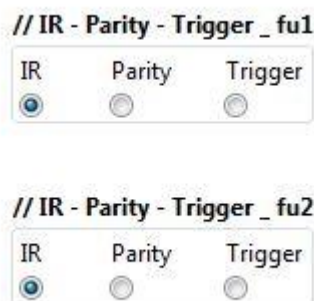 // IR - Parity - Trigger _ fu1
IR Parity Trigger
// IR - Parity - Trigger _ fu2
IR Parity Trigger